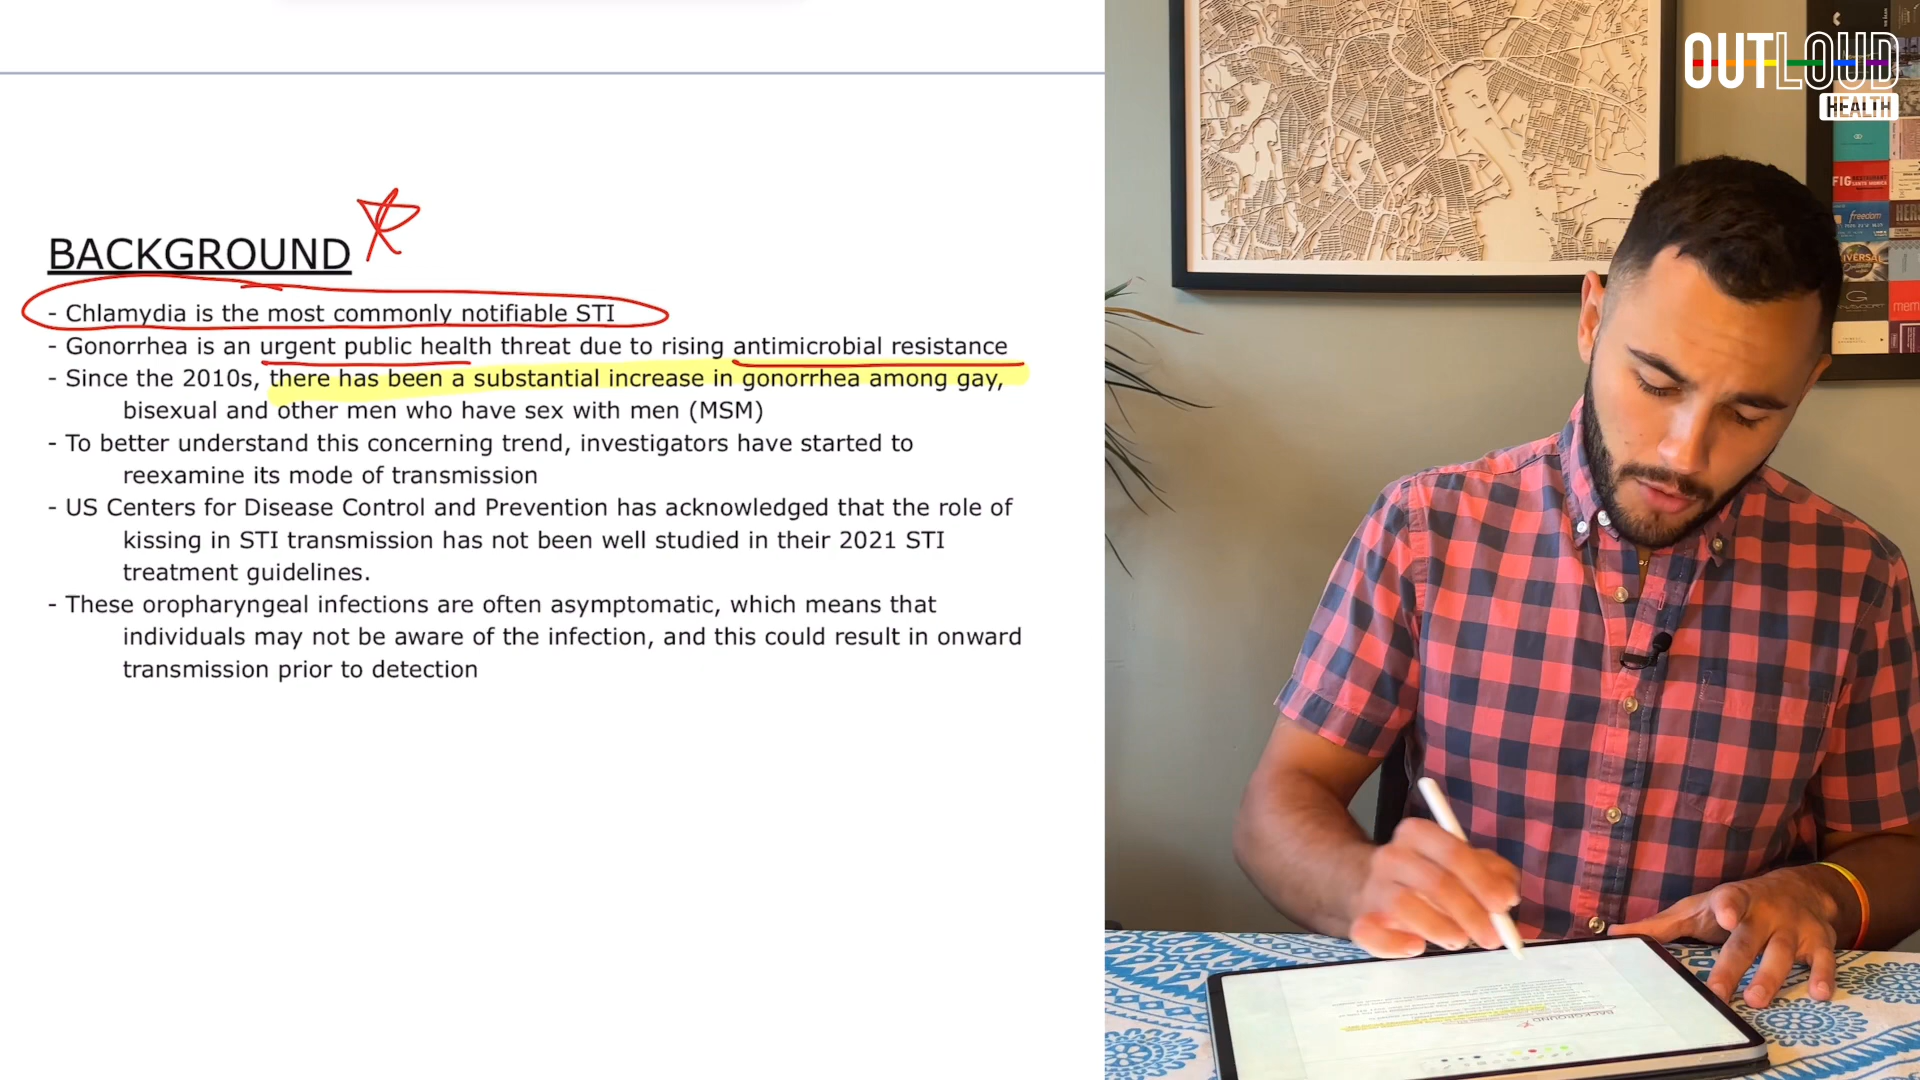 BACKGROUND
- Chlamydia is the most commonly notifiable STI
- Gonorrhea is an urgent public health threat due to rising antimicrobial resistance
- Since the 2010s, there has been a substantial increase in gonorrhea among gay,
bisexual and other men who have sex with men (MSM)
- To better understand this concerning trend, investigators have started to
reexamine its mode of transmission
- US Centers for Disease Control and Prevention has acknowledged that the role of
kissing in STI transmission has not been well studied in their 2021 STI
treatment guidelines.
- These oropharyngeal infections are often asymptomatic, which means that
individuals may not be aware of the infection, and this could result in onward
transmission prior to detection
OUTLOUD
HEALTH
FIG
freedom